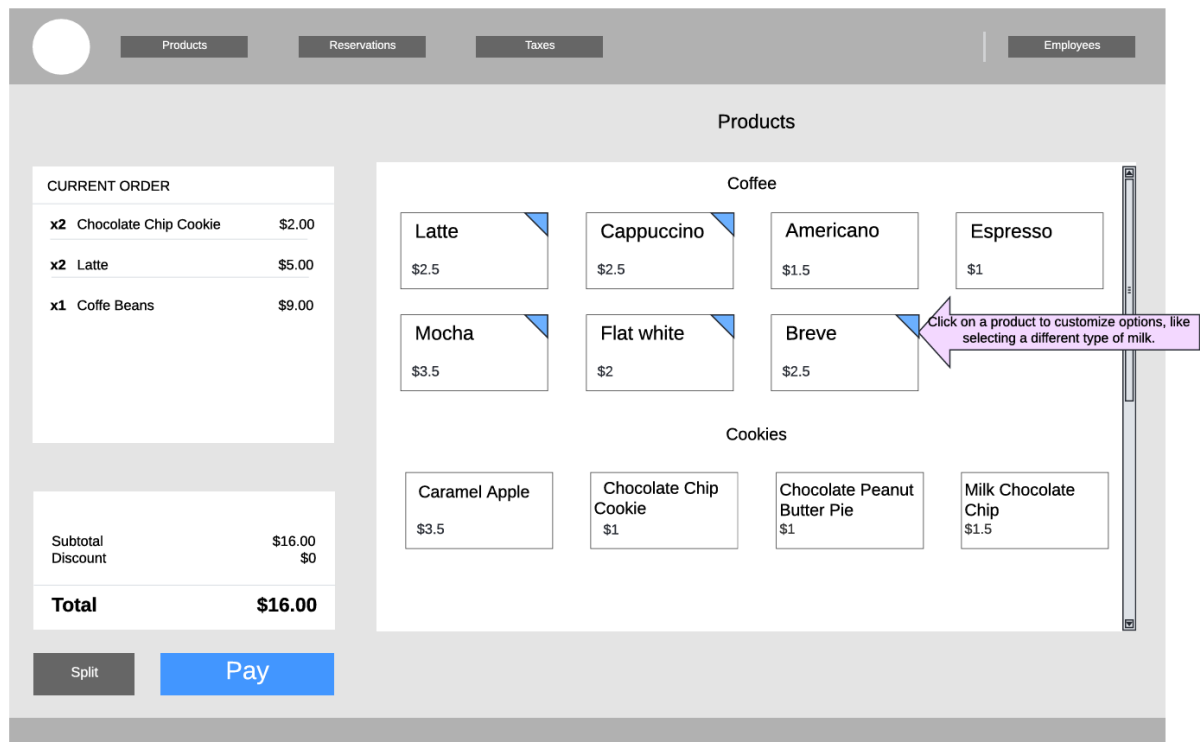 Products
Reservations
Taxes
Employees
Products
CURRENT ORDER
x2 Chocolate Chip Cookie $2.00
x2 Latte $5.00
x1 Coffe Beans $9.00
Subtotal $16.00
Discount $0
Total $16.00
Split
Pay
Coffee
Latte
$2.5
Cappuccino
$2.5
Americano
$1.5
Espresso
$1
Mocha
$3.5
Flat white
$2
Breve
$2.5
Click on a product to customize options, like
selecting a different type of milk.
Cookies
Caramel Apple
$3.5
Chocolate Chip
Cookie
$1
Chocolate Peanut
Butter Pie
$1
Milk Chocolate
Chip
$1.5